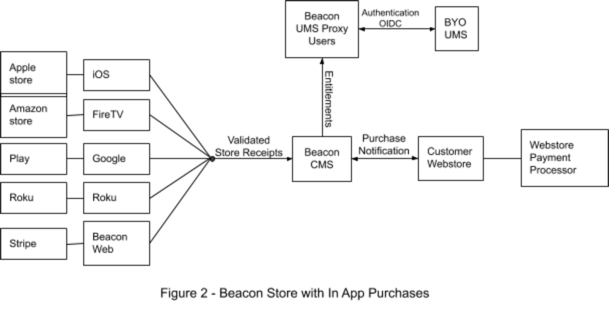 Beacon
UMS Proxy
Users
Authentication
OIDC
BYO
UMS
Apple
store
iOS
Amazon
store
FireTV
Entitlements
Play
Google
Validated
Store Receipts
Beacon
CMS
Purchase
Notification
Customer
Webstore
Webstore
Payment
Processor
Roku
Roku
Stripe
Beacon
Web
Figure 2 - Beacon Store with In App Purchases